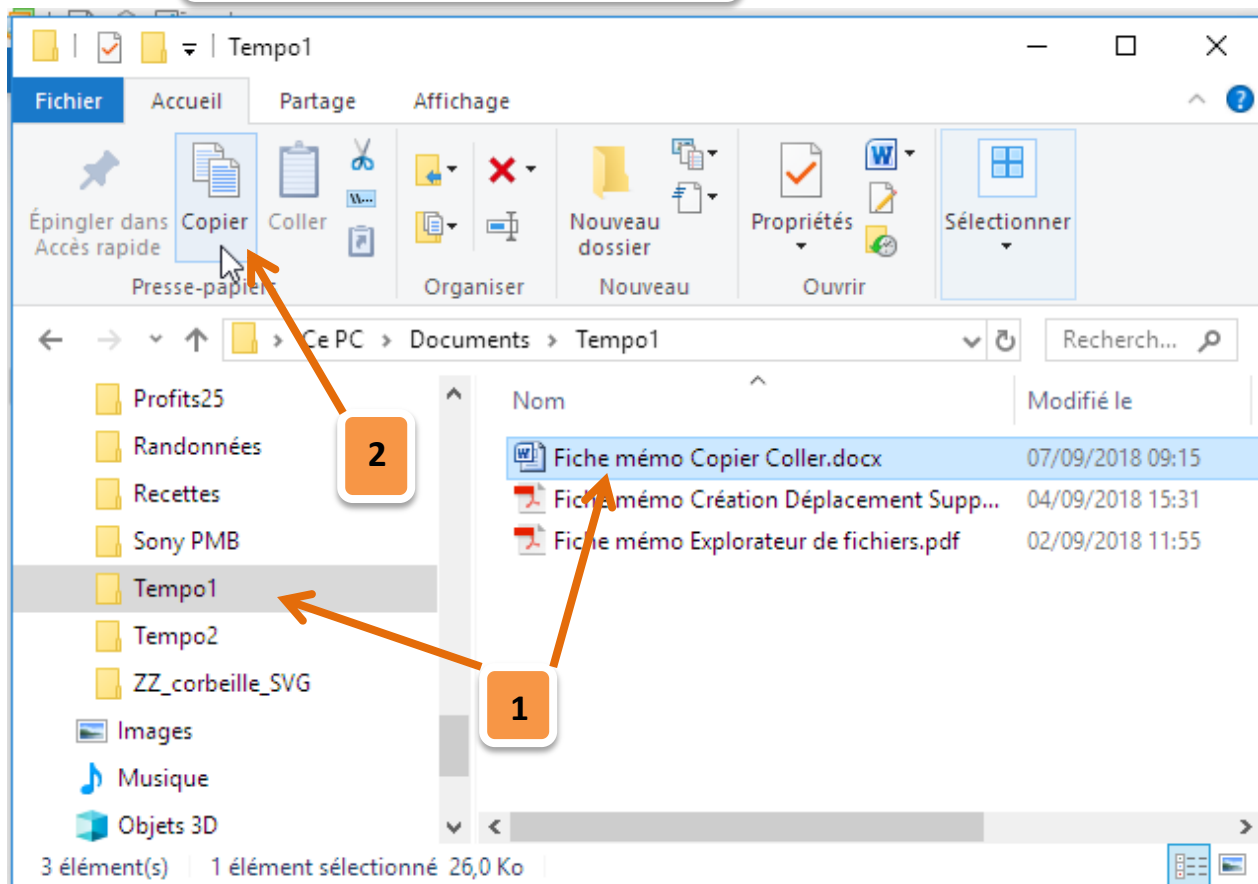 Tempo1
Fichier Accueil Partage Affichage
Épingler dans Accès rapide
Copier
Coller
W...
Nouveau dossier
Propriétés
W
Sélectionner
Presse-papiers
Organiser
Nouveau
Ouvrir
Ce PC > Documents > Tempo1
Recherch...
Profits25
Randonnées
Recettes
Sony PMB
Tempo1
Tempo2
ZZ_corbeille_SVG
Images
Musique
Objets 3D
2
1
Nom Modifié le
Fiche mémo Copier Coller.docx 07/09/2018 09:15
Fiche mémo Création Déplacement Supp... 04/09/2018 15:31
Fiche mémo Explorateur de fichiers.pdf 02/09/2018 11:55
3 élément(s) 1 élément sélectionné 26,0 Ko